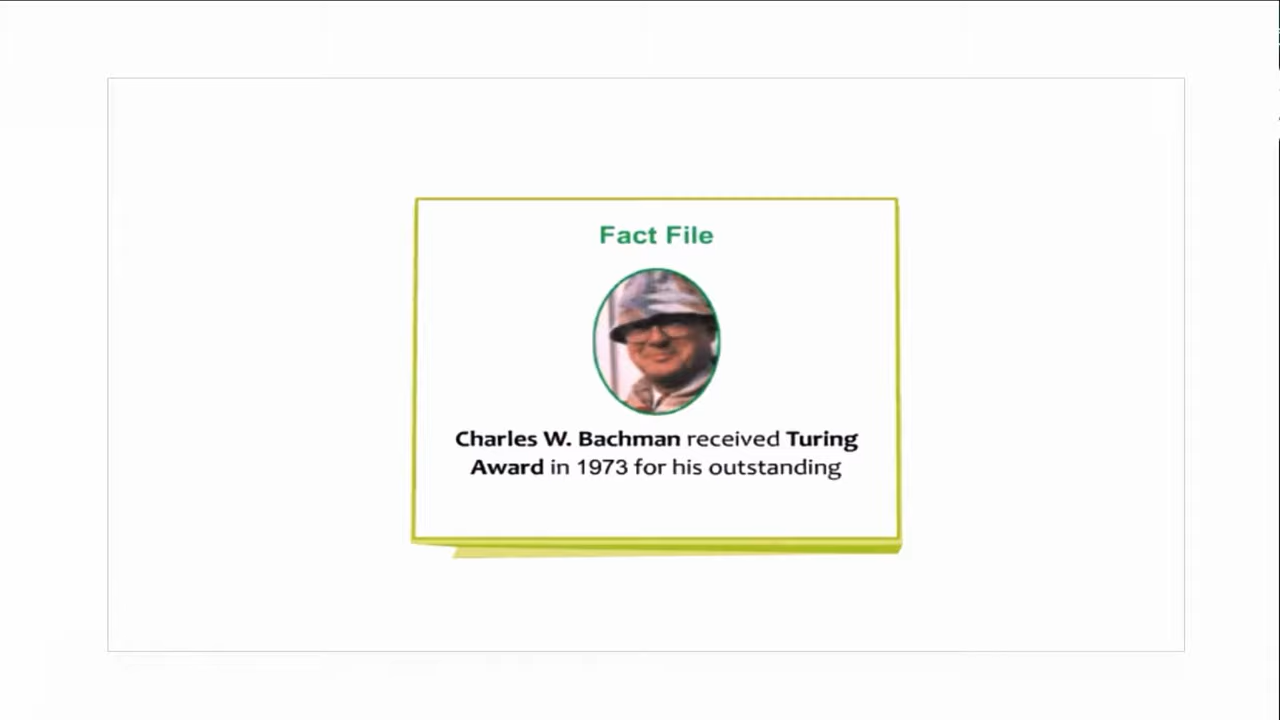 Fact File
Charles W. Bachman received Turing
Award in 1973 for his outstanding